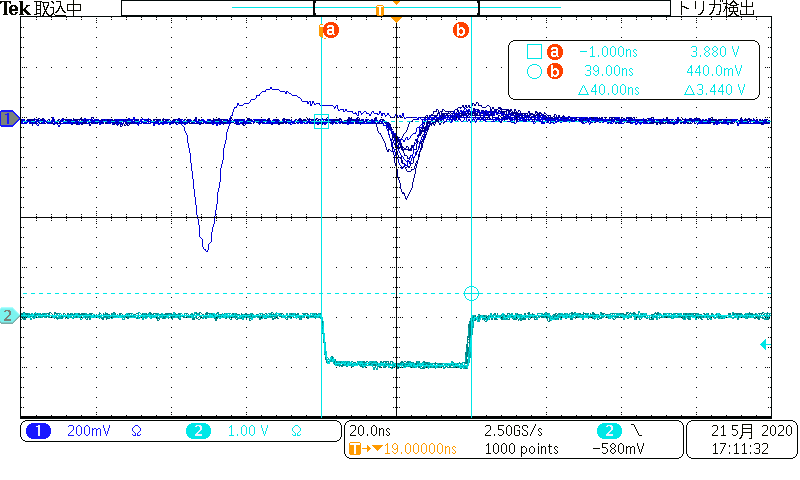 Tek 取込中 トリガ検出
T
a b
a −1.000ns 3.880 V
b 39.00ns 440.0mV
△40.00ns △3.440 V
1
2
1 200mV Ω 2 1.00 V Ω 20.0ns 2.50GS/s 2 21 5月 2020
T→▼19.00000ns 1000 points −580mV 17:11:32